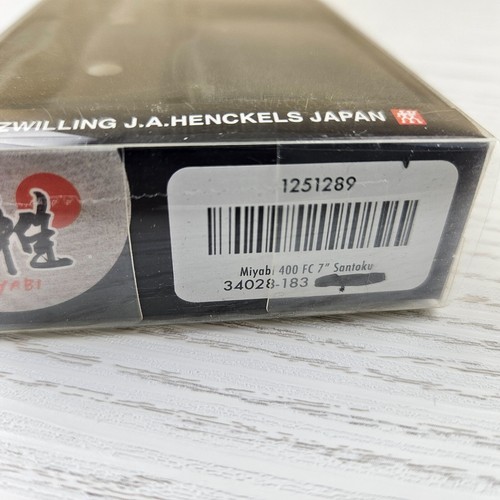 ZWILLING J.A.HENCKELS JAPAN
1251289
Miyabi 400 FC 7" Santoku
34028-183